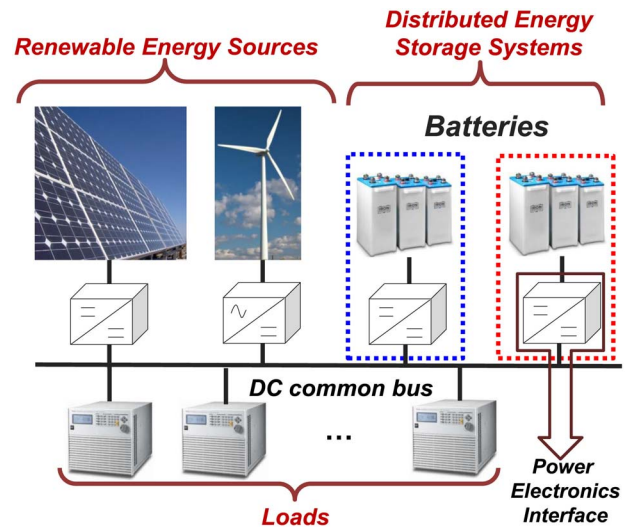 Renewable Energy Sources
Distributed Energy
Storage Systems
Batteries
DC common bus
...
Loads
Power
Electronics
Interface